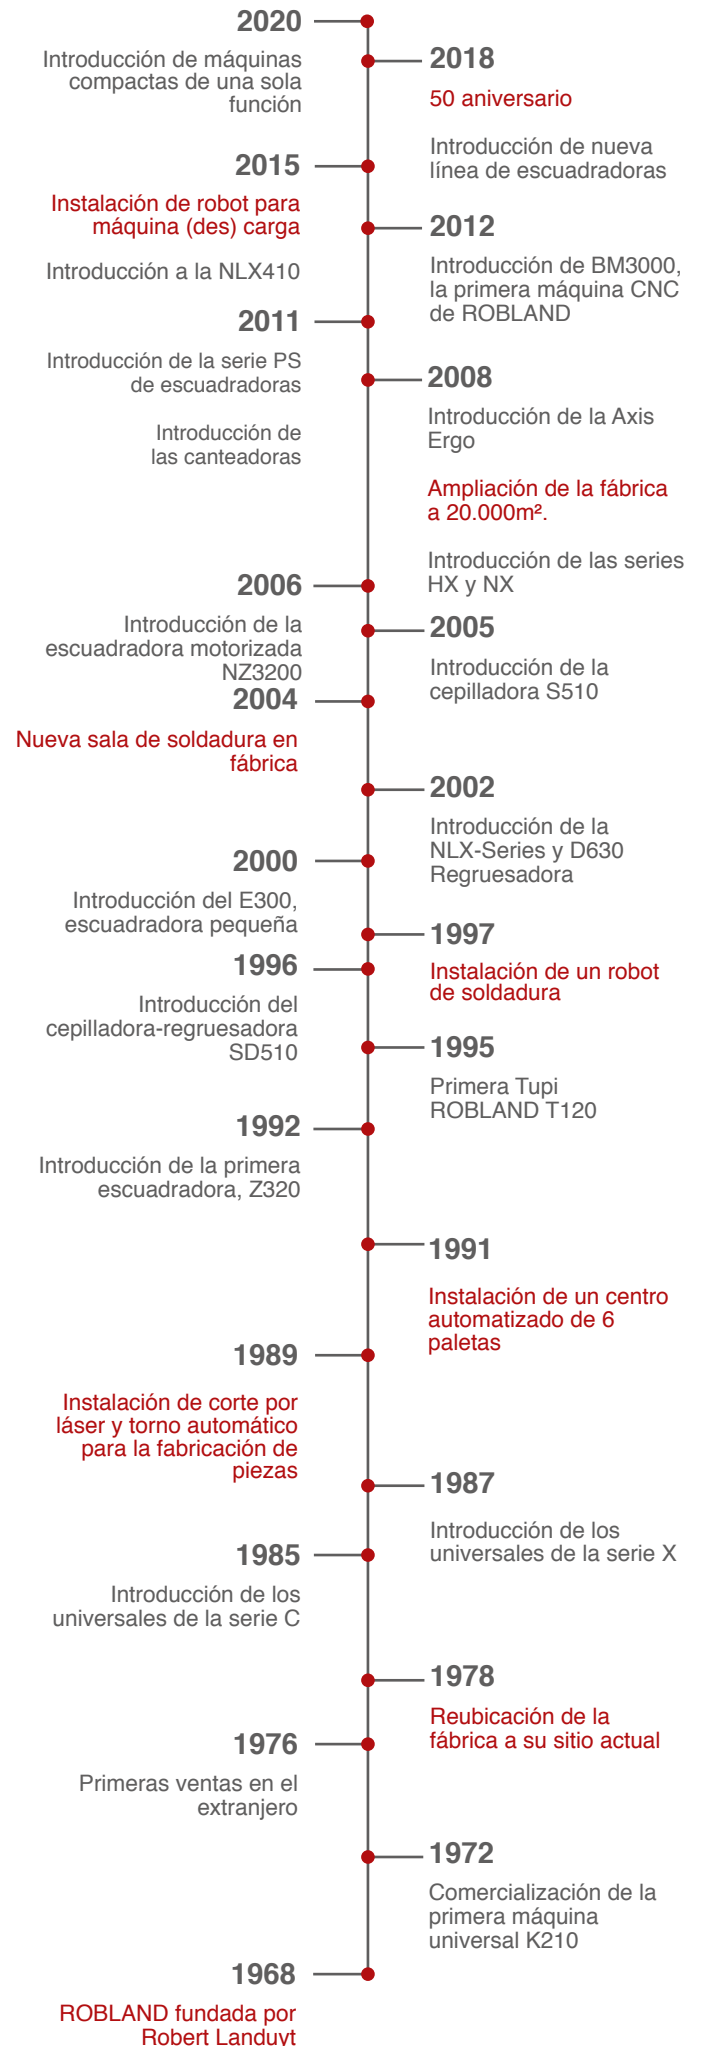 2020
Introducción de máquinas
compactas de una sola
función
2018
50 aniversario
Introducción de nueva
línea de escuadradoras
2015
Instalación de robot para
máquina (des) carga
Introducción a la NLX410
2012
Introducción de BM3000,
la primera máquina CNC
de ROBLAND
2011
Introducción de la serie PS
de escuadradoras
Introducción de
las canteadoras
2008
Introducción de la Axis
Ergo
Ampliación de la fábrica
a 20.000m².
Introducción de las series
HX y NX
2006
Introducción de la
escuadradora motorizada
NZ3200
2005
Introducción de la
cepilladora S510
2004
Nueva sala de soldadura en
fábrica
2002
Introducción de la
NLX-Series y D630
Regruesadora
2000
Introducción del E300,
escuadradora pequeña
1997
Instalación de un robot
de soldadura
1996
Introducción del
cepilladora-regruesadora
SD510
1995
Primera Tupi
ROBLAND T120
1992
Introducción de la primera
escuadradora, Z320
1991
Instalación de un centro
automatizado de 6
paletas
1989
Instalación de corte por
láser y torno automático
para la fabricación de
piezas
1987
Introducción de los
universales de la serie X
1985
Introducción de los
universales de la serie C
1978
Reubicación de la
fábrica a su sitio actual
1976
Primeras ventas en el
extranjero
1972
Comercialización de la
primera máquina
universal K210
1968
ROBLAND fundada por
Robert Landuyt